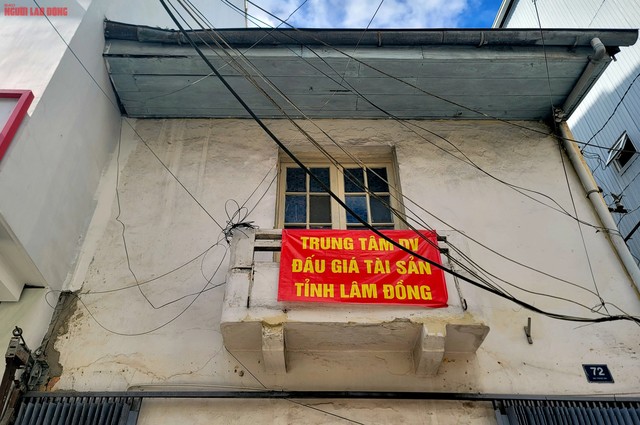 NGƯỜI LAO ĐỘNG
TRUNG TÂM DV
ĐẤU GIÁ TÀI SẢN
TỈNH LÂM ĐỒNG
72